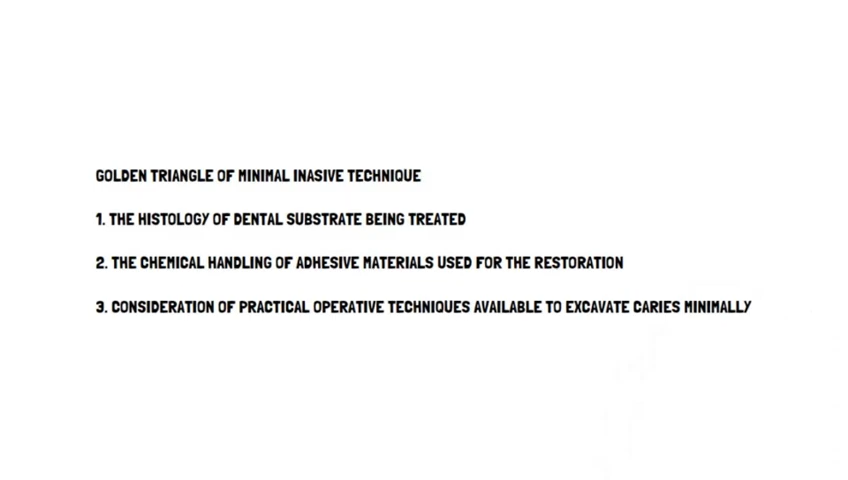 GOLDEN TRIANGLE OF MINIMAL INASIVE TECHNIQUE
1. THE HISTOLOGY OF DENTAL SUBSTRATE BEING TREATED
2. THE CHEMICAL HANDLING OF ADHESIVE MATERIALS USED FOR THE RESTORATION
3. CONSIDERATION OF PRACTICAL OPERATIVE TECHNIQUES AVAILABLE TO EXCAVATE CARIES MINIMALLY